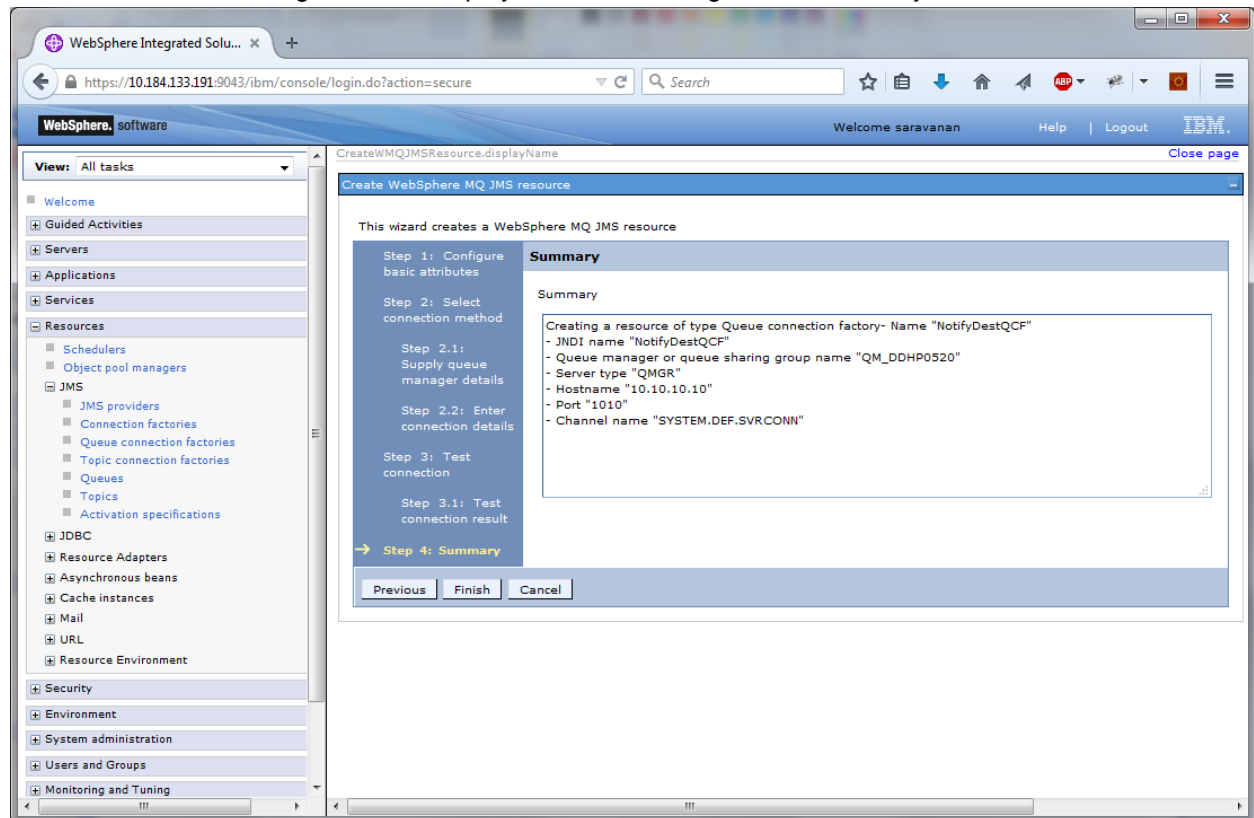 WebSphere Integrated Solu... × +
https://10.184.133.191:9043/ibm/console/login.do?action=secure
Search
ABP
WebSphere. software
Welcome saravanan
Help | Logout
IBM.
View: All tasks
Welcome
Guided Activities
Servers
Applications
Services
Resources
Schedulers
Object pool managers
JMS
JMS providers
Connection factories
Queue connection factories
Topic connection factories
Queues
Topics
Activation specifications
JDBC
Resource Adapters
Asynchronous beans
Cache instances
Mail
URL
Resource Environment
Security
Environment
System administration
Users and Groups
Monitoring and Tuning
CreateWMQJMSResource.displayName
Close page
Create WebSphere MQ JMS resource
This wizard creates a WebSphere MQ JMS resource
Step 1: Configure
basic attributes
Step 2: Select
connection method
Step 2.1:
Supply queue
manager details
Step 2.2: Enter
connection details
Step 3: Test
connection
Step 3.1: Test
connection result
Step 4: Summary
Summary
Summary
Creating a resource of type Queue connection factory- Name "NotifyDestQCF"
- JNDI name "NotifyDestQCF"
- Queue manager or queue sharing group name "QM_DDHP0520"
- Server type "QMGR"
- Hostname "10.10.10.10"
- Port "1010"
- Channel name "SYSTEM.DEF.SVRCONN"
Previous Finish Cancel